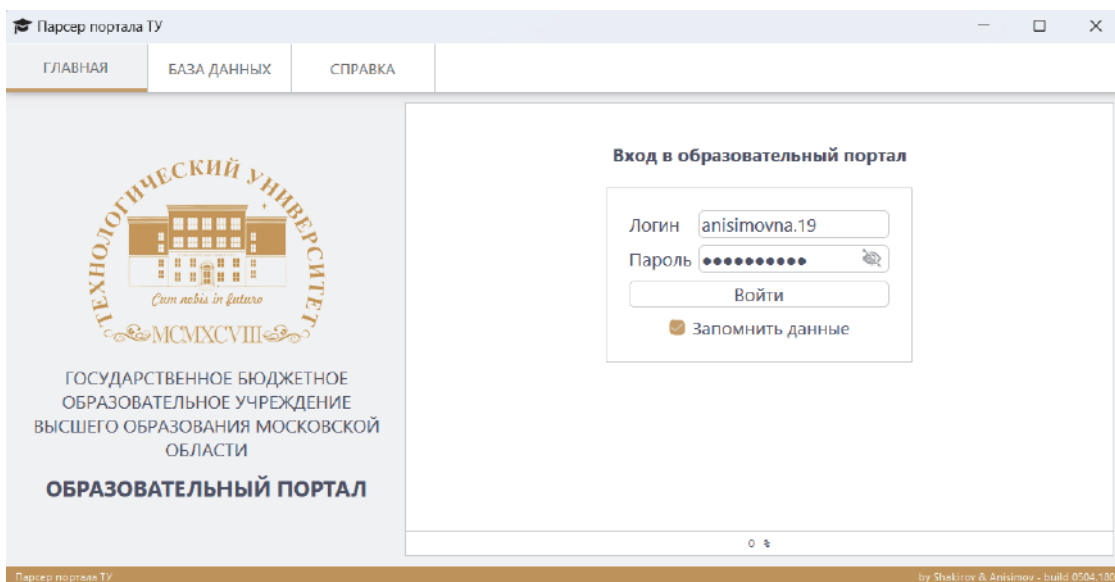 Парсер портала ТУ
ГЛАВНАЯ
БАЗА ДАННЫХ
СПРАВКА
ТЕХНОЛОГИЧЕСКИЙ УНИВЕРСИТЕТ
Cum nobis in futuro
MCMXCVIII
ГОСУДАРСТВЕННОЕ БЮДЖЕТНОЕ
ОБРАЗОВАТЕЛЬНОЕ УЧРЕЖДЕНИЕ
ВЫСШЕГО ОБРАЗОВАНИЯ МОСКОВСКОЙ
ОБЛАСТИ
ОБРАЗОВАТЕЛЬНЫЙ ПОРТАЛ
Вход в образовательный портал
Логин anisimovna.19
Пароль ●●●●●●●●●●
Войти
Запомнить данные
0 %
Парсер портала ТУ
by Shakirov & Anisimov - build 0504.180